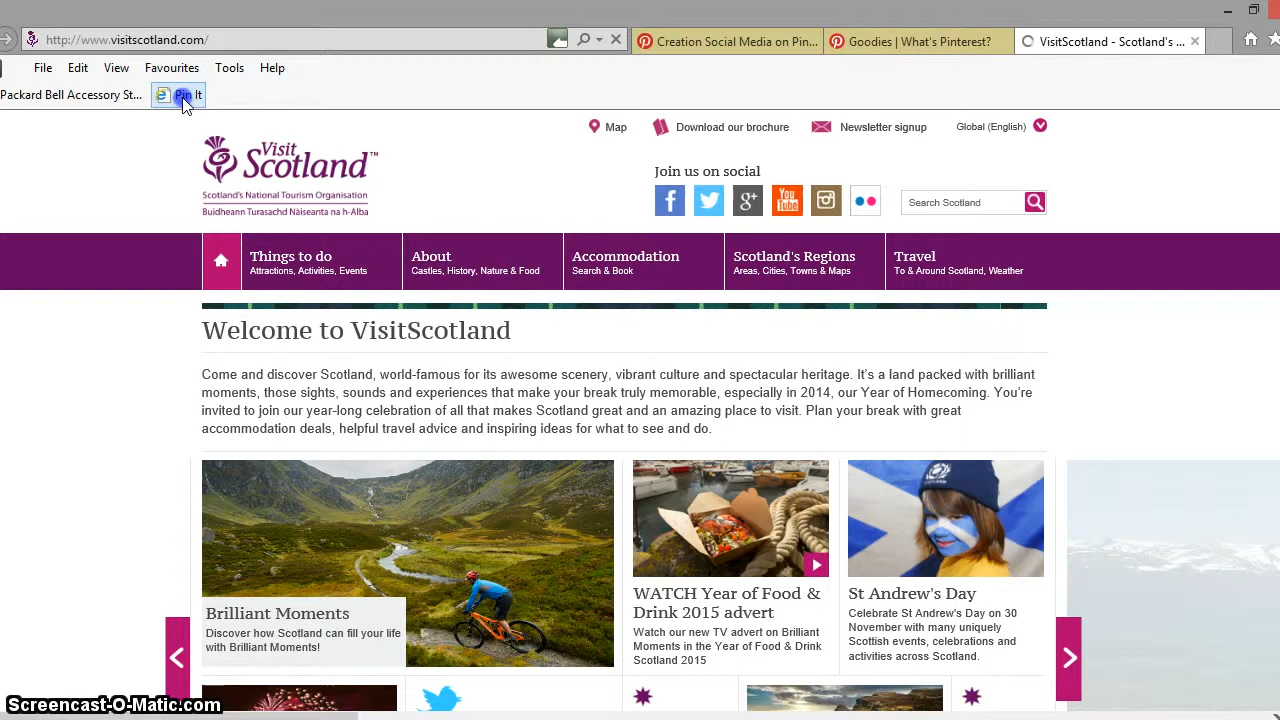 http://www.visitscotland.com/
Creation Social Media on Pin...
Goodies | What's Pinterest?
VisitScotland - Scotland's ...
File Edit View Favourites Tools Help
Packard Bell Accessory St...
Pin It
Map
Download our brochure
Newsletter signup
Global (English)
Visit
Scotland™
Scotland's National Tourism Organisation
Buidheann Turasachd Nàiseanta na h-Alba
Join us on social
f
g+
You
Tube
Search Scotland
Things to do
Attractions, Activities, Events
About
Castles, History, Nature & Food
Accommodation
Search & Book
Scotland's Regions
Areas, Cities, Towns & Maps
Travel
To & Around Scotland, Weather
Welcome to VisitScotland
Come and discover Scotland, world-famous for its awesome scenery, vibrant culture and spectacular heritage. It's a land packed with brilliant
moments, those sights, sounds and experiences that make your break truly memorable, especially in 2014, our Year of Homecoming. You're
invited to join our year-long celebration of all that makes Scotland great and an amazing place to visit. Plan your break with great
accommodation deals, helpful travel advice and inspiring ideas for what to see and do.
Brilliant Moments
Discover how Scotland can fill your life
with Brilliant Moments!
WATCH Year of Food &
Drink 2015 advert
Watch our new TV advert on Brilliant
Moments in the Year of Food & Drink
Scotland 2015
St Andrew's Day
Celebrate St Andrew's Day on 30
November with many uniquely
Scottish events, celebrations and
activities across Scotland.
Screencast-O-Matic.com